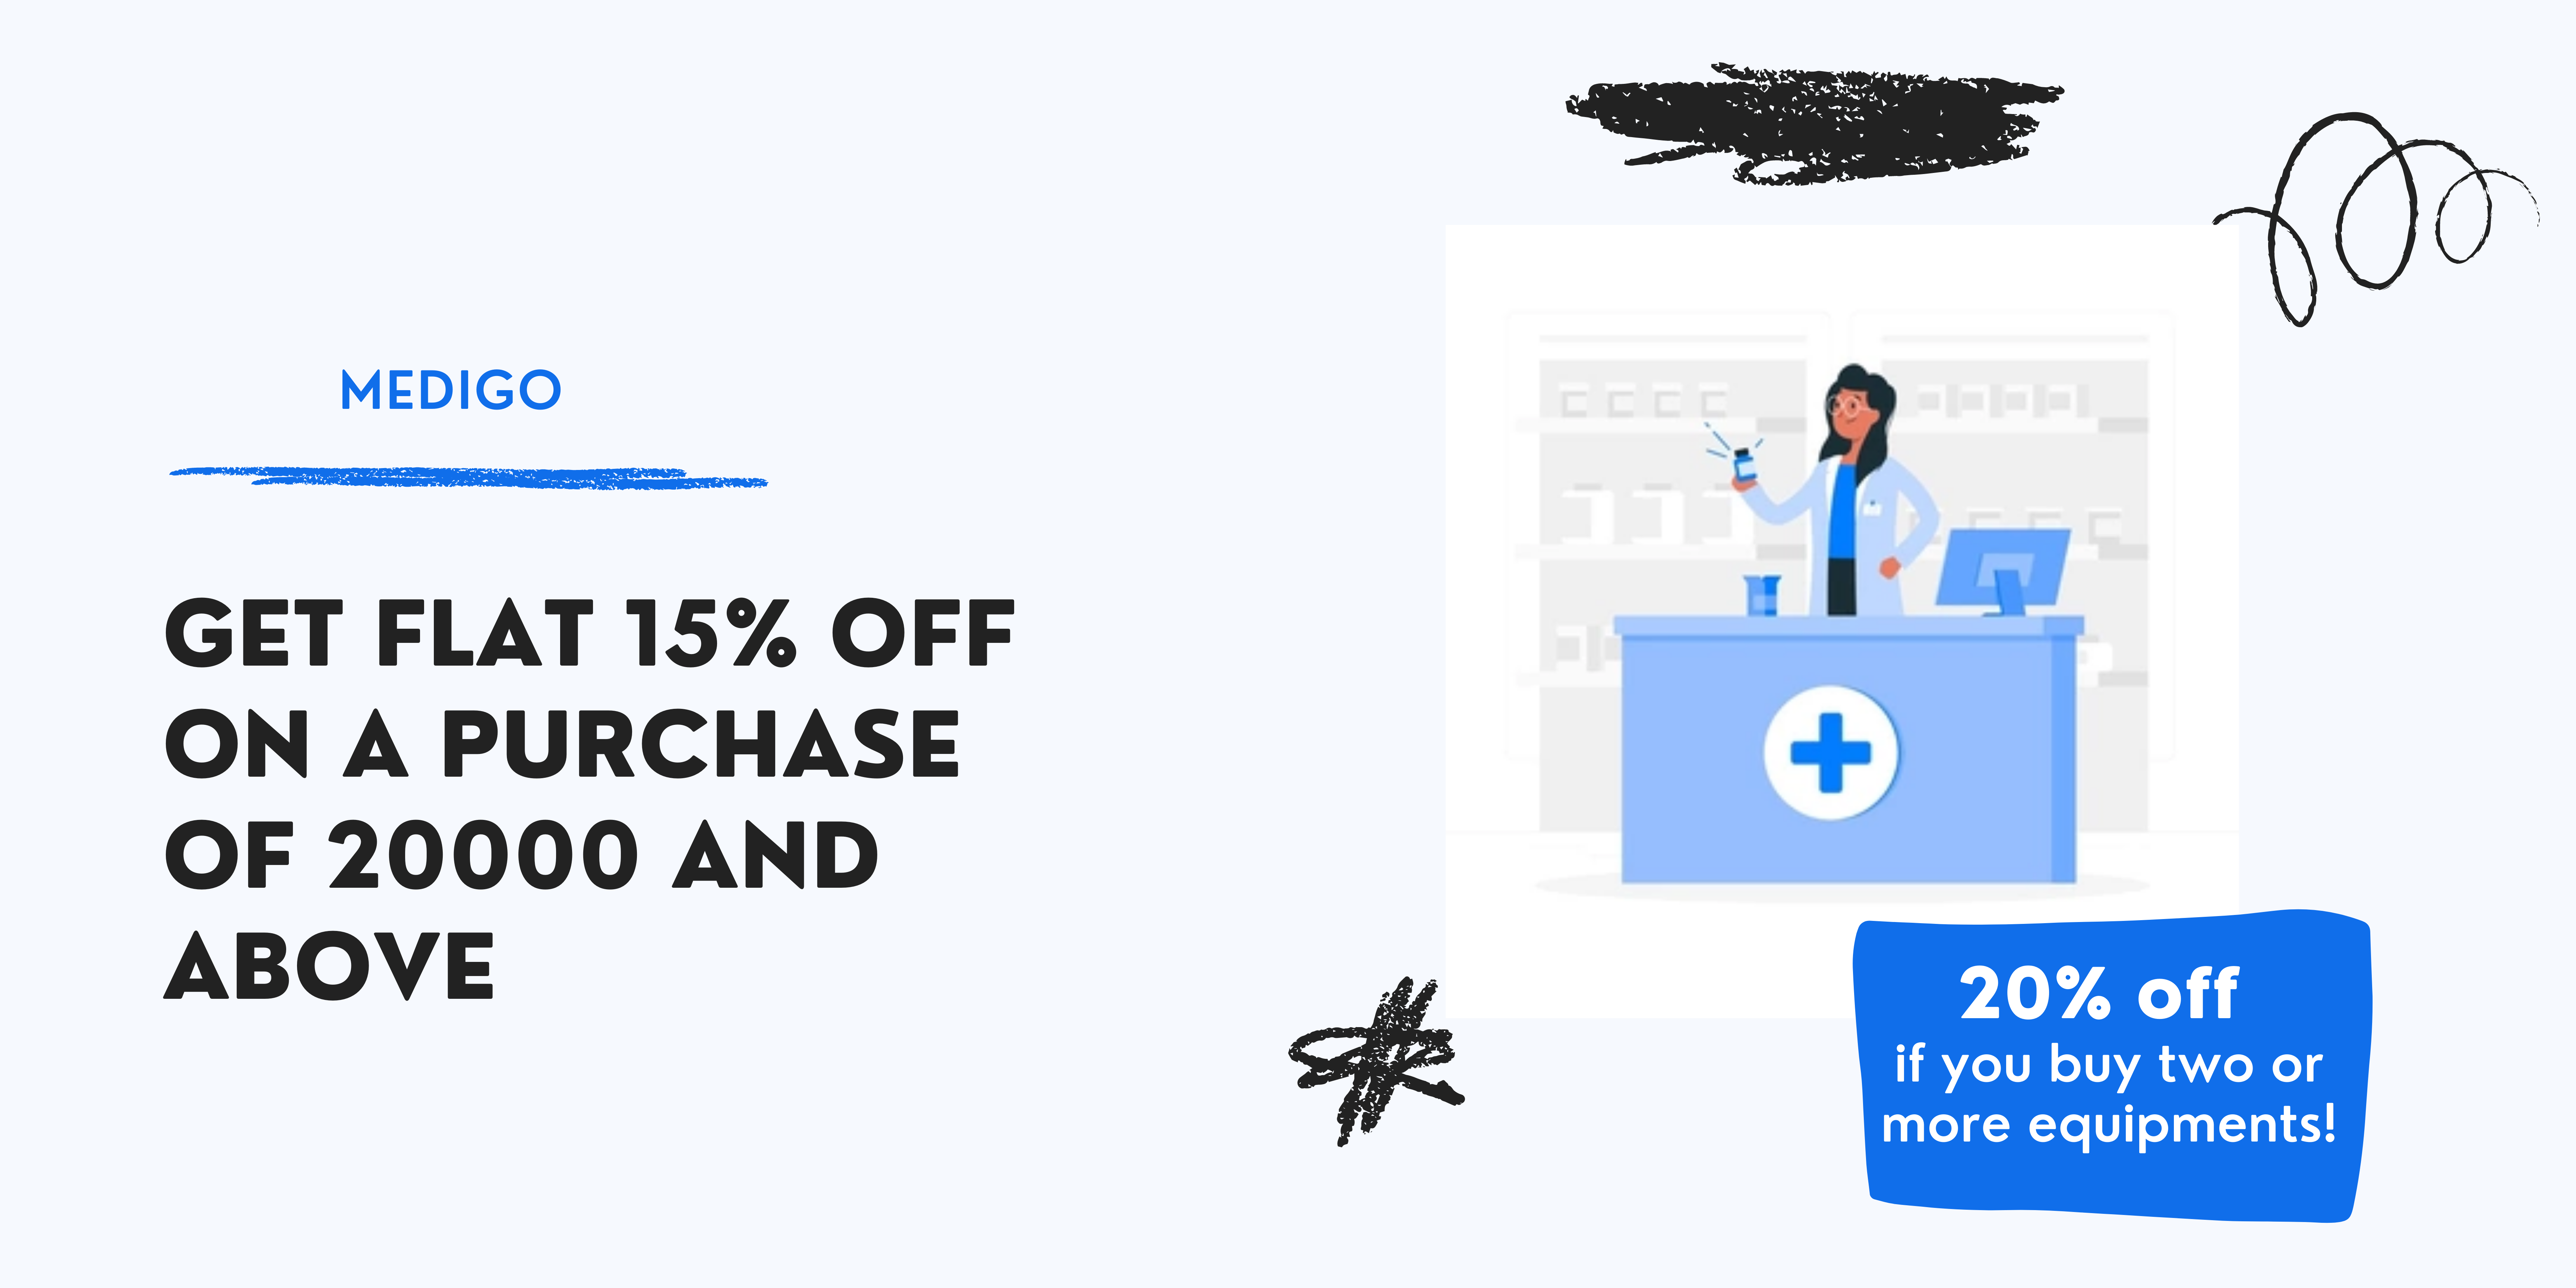 MEDIGO
GET FLAT 15% OFF
ON A PURCHASE
OF 20000 AND
ABOVE
20% off
if you buy two or
more equipments!